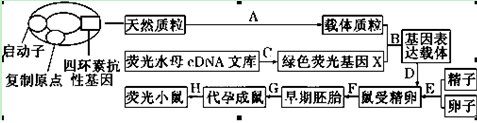 天然质粒 A 载体质粒
启动子 复制原点 四环素抗性基因
B 基因表达载体
荧光水母cDNA文库 C 绿色荧光基因X
D 精子
荧光小鼠 H 代孕成鼠 G 早期胚胎 F 鼠受精卵 E 卵子